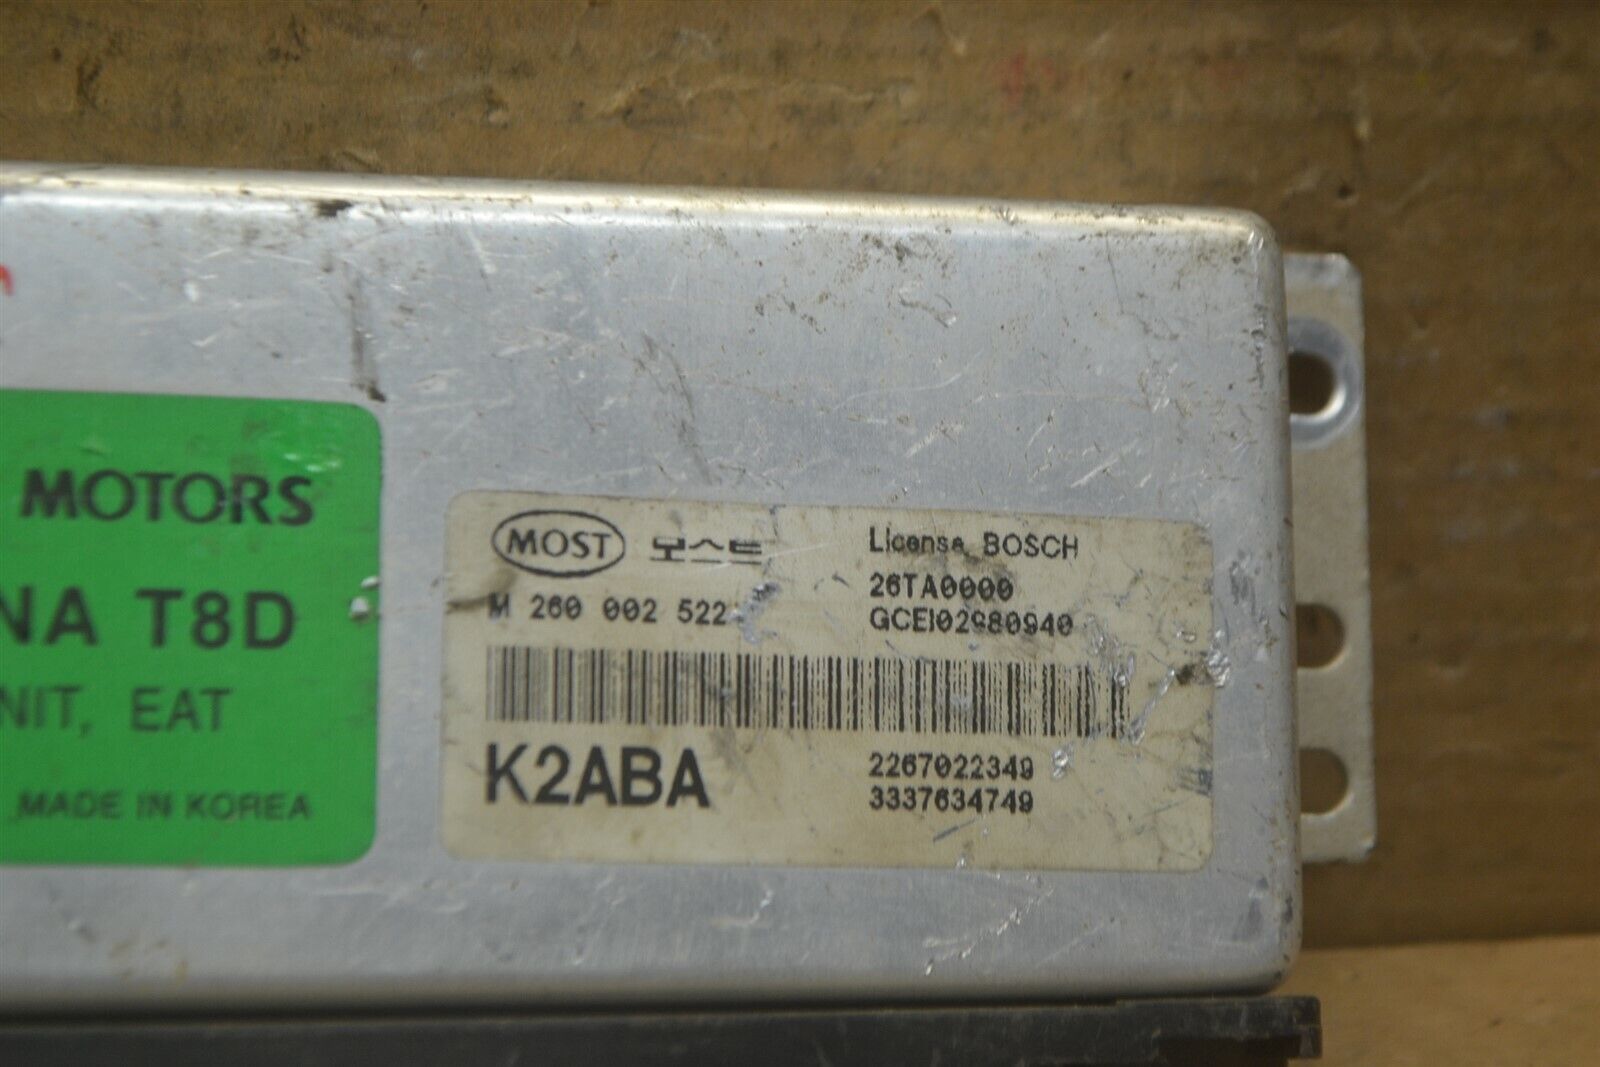 MOTORS
NA T8D
NIT, EAT
MADE IN KOREA
MOST 모스트
M 260 002 522
K2ABA
License BOSCH
26TA0000
GCEI02980940
2267022349
3337634749